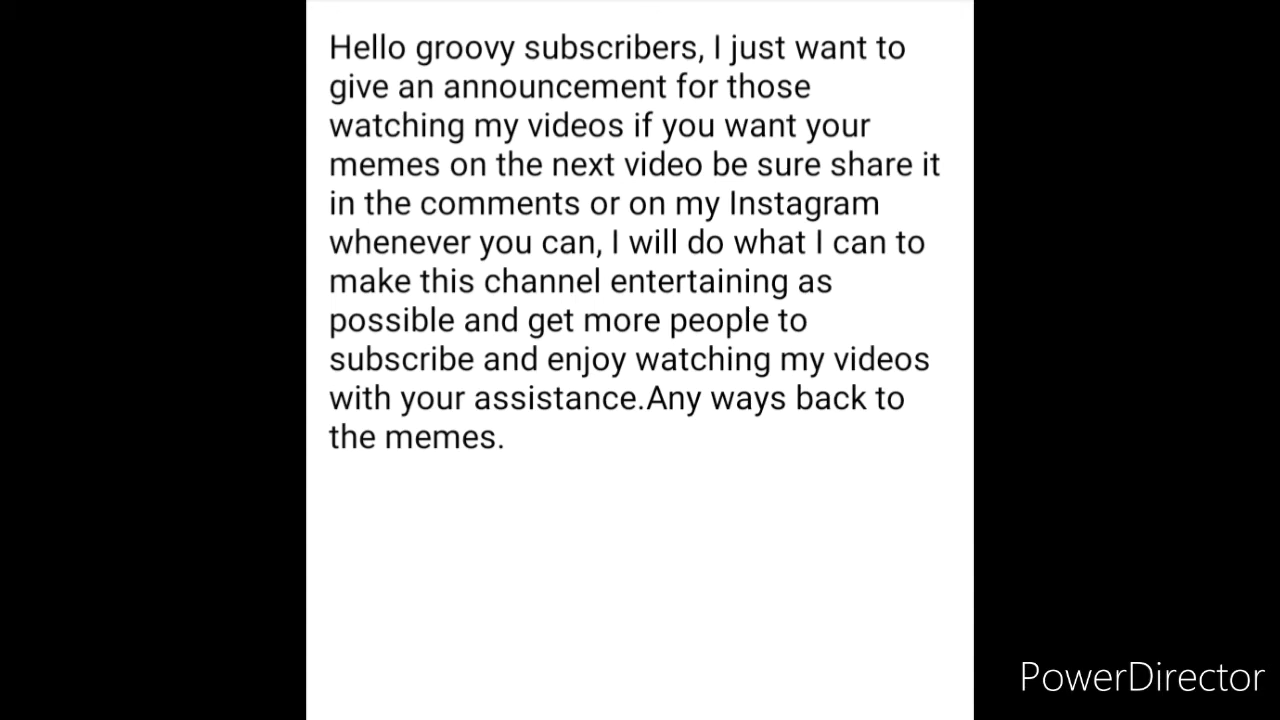 Hello groovy subscribers, I just want to
give an announcement for those
watching my videos if you want your
memes on the next video be sure share it
in the comments or on my Instagram
whenever you can, I will do what I can to
make this channel entertaining as
possible and get more people to
subscribe and enjoy watching my videos
with your assistance.Any ways back to
the memes.
PowerDirector